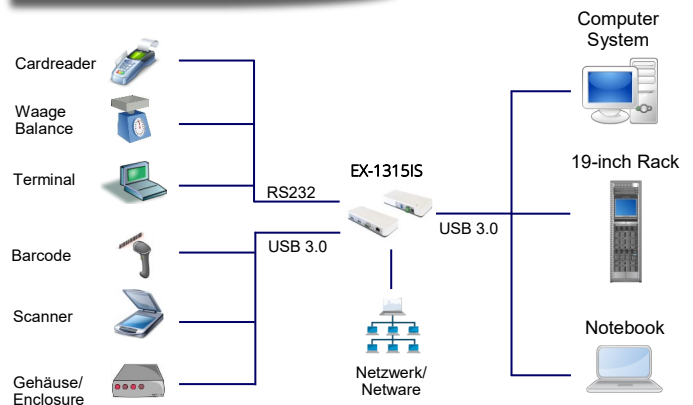 Computer
System
Cardreader
Waage
Balance
Terminal
EX-1315IS
19-inch Rack
RS232
USB 3.0
USB 3.0
Barcode
Scanner
Notebook
Netzwerk/
Netware
Gehäuse/
Enclosure